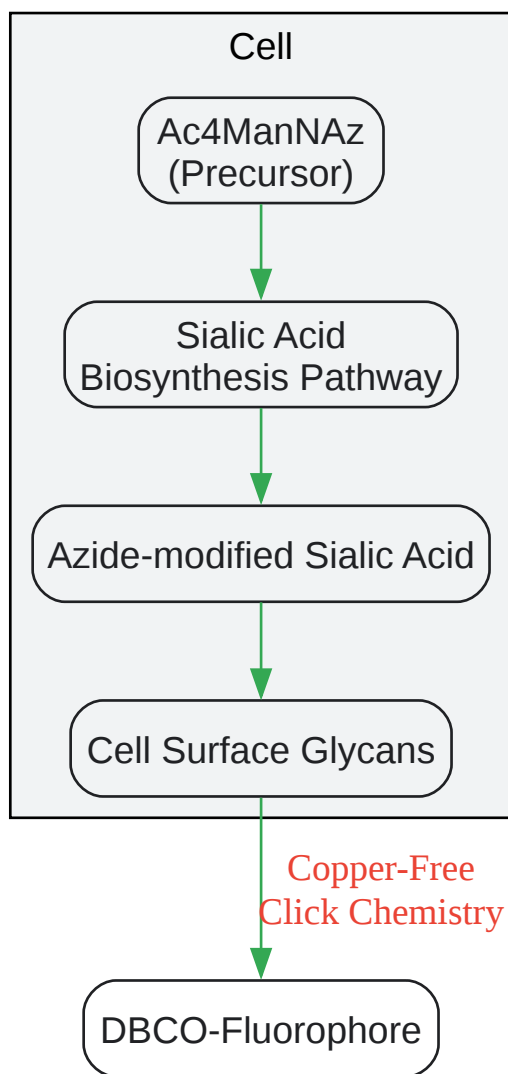 Cell
Ac4ManNAz
(Precursor)
Sialic Acid
Biosynthesis Pathway
Azide-modified Sialic Acid
Cell Surface Glycans
Copper-Free
Click Chemistry
DBCO-Fluorophore